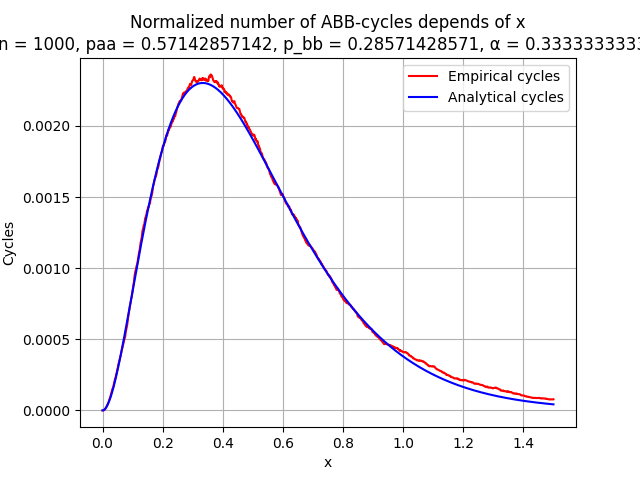 Normalized number of ABB-cycles depends of x
n = 1000, paa = 0.57142857142, p_bb = 0.28571428571, α = 0.3333333333
Empirical cycles
Analytical cycles
Cycles
0.0020
0.0015
0.0010
0.0005
0.0000
0.0 0.2 0.4 0.6 0.8 1.0 1.2 1.4
x